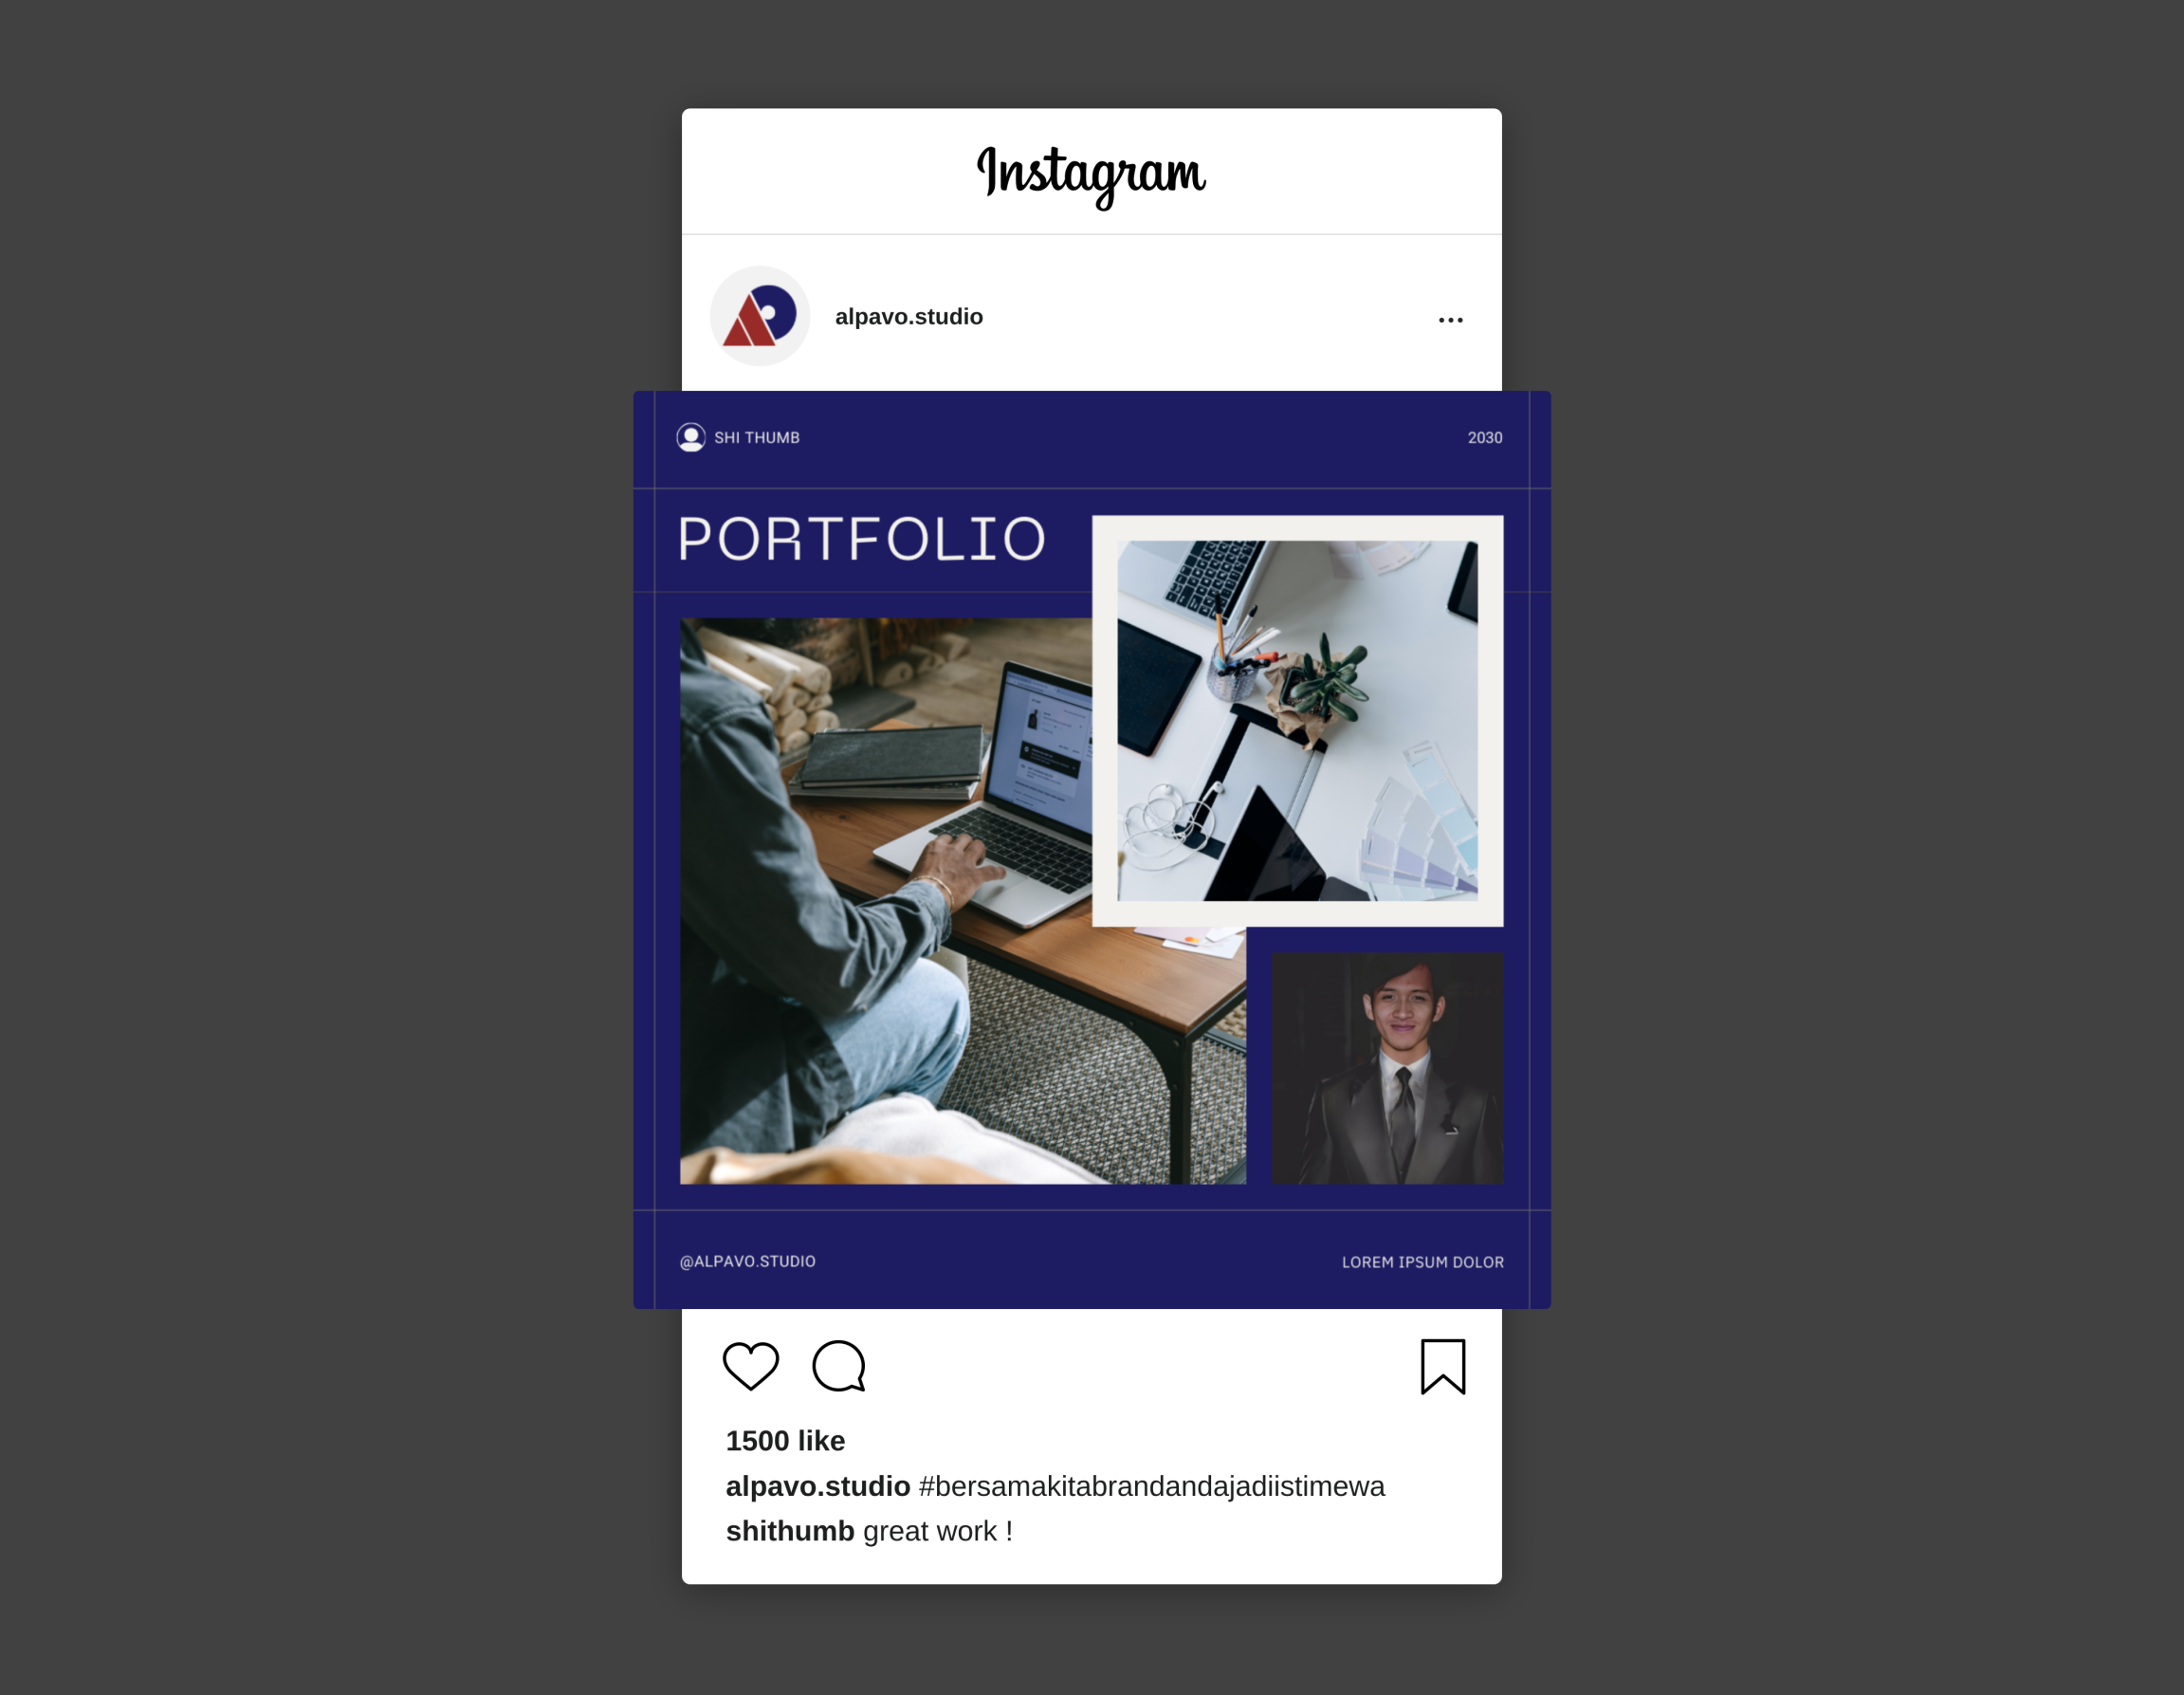 Instagram
alpavo.studio
SHI THUMB
2030
PORTFOLIO
@ALPAVO.STUDIO
LOREM IPSUM DOLOR
1500 like
alpavo.studio #bersamakitabrandandajadiistimewa
shithumb great work !